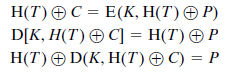 H(T) ⊕ C = E(K, H(T) ⊕ P)
D[K, H(T) ⊕ C] = H(T) ⊕ P
H(T) ⊕ D(K, H(T) ⊕ C) = P